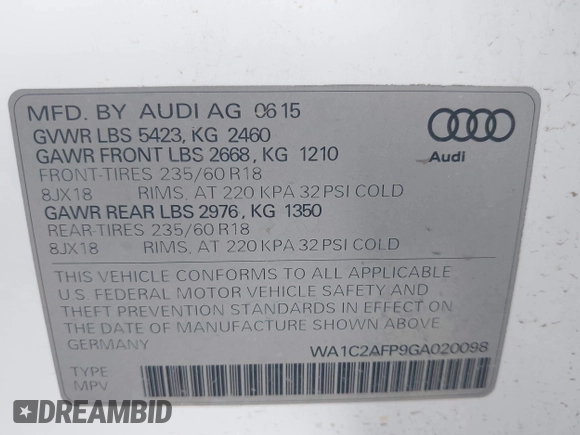 MFD. BY AUDI AG 06 15
GVWR LBS 5423, KG 2460
GAWR FRONT LBS 2668, KG 1210
FRONT-TIRES 235/60 R18
8JX18 RIMS, AT 220 KPA 32 PSI COLD
GAWR REAR LBS 2976, KG 1350
REAR-TIRES 235/60 R18
8JX18 RIMS, AT 220 KPA 32 PSI COLD
Audi
THIS VEHICLE CONFORMS TO ALL APPLICABLE
U.S. FEDERAL MOTOR VEHICLE SAFETY AND
THEFT PREVENTION STANDARDS IN EFFECT ON
THE DATE OF MANUFACTURE SHOWN ABOVE
GERMANY
WA1C2AFP9GA020098
TYPE
MPV
DREAMBID